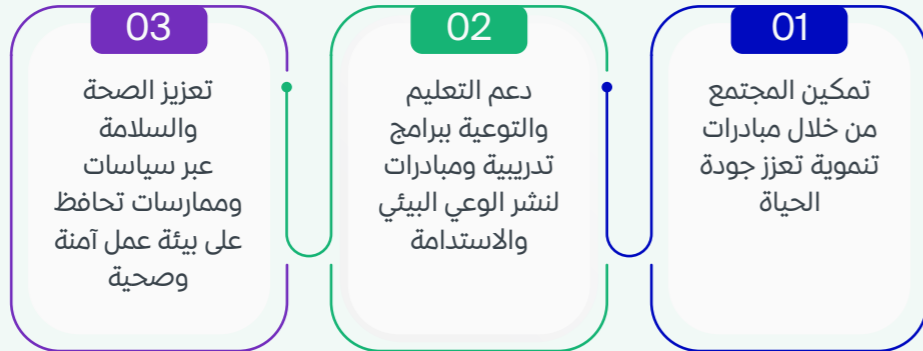 01
تمكين المجتمع
من خلال مبادرات
تنموية تعزز جودة
الحياة
02
دعم التعليم
والتوعية ببرامج
تدريبية ومبادرات
لنشر الوعي البيئي
والاستدامة
03
تعزيز الصحة
والسلامة
عبر سياسات
وممارسات تحافظ
على بيئة عمل آمنة
وصحية